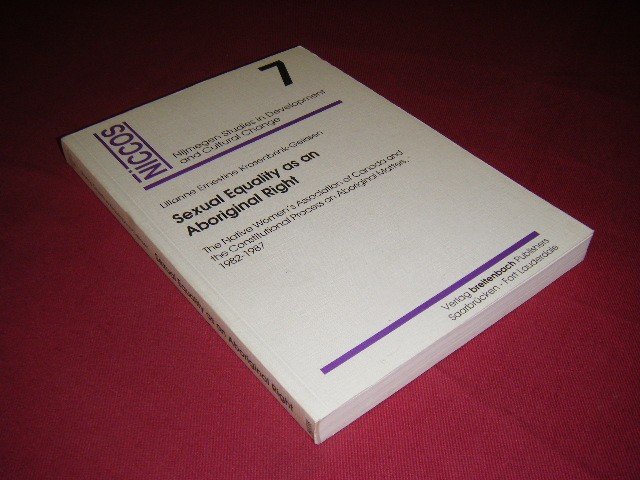 7
NICCOS
Nijmegen Studies in Development
and Cultural Change
Lilianne Ernestine Krosenbrink-Gelissen
Sexual Equality as an
Aboriginal Right
The Native Women's Association of Canada and
the Constitutional Process on Aboriginal Matters,
1982-1987
Verlag breitenbach Publishers
Saarbrücken · Fort Lauderdale
Sexual Equality as an Aboriginal Right